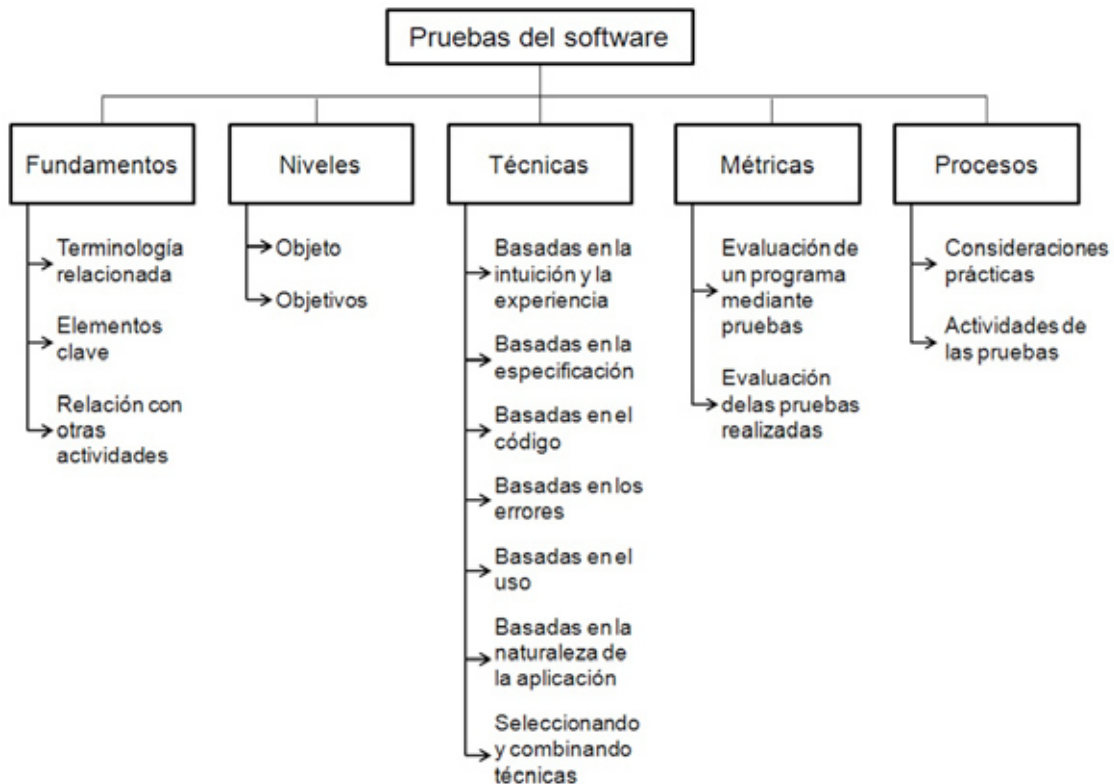 Pruebas del software
Fundamentos
Niveles
Técnicas
Métricas
Procesos
Terminología
relacionada
Elementos
clave
Relación con
otras
actividades
Objeto
Objetivos
Basadas en la
intuición y la
experiencia
Basadas en la
especificación
Basadas en el
código
Basadas en los
errores
Basadas en el
uso
Basadas en la
naturaleza de
la aplicación
Seleccionando
y combinando
técnicas
Evaluación de
un programa
mediante
pruebas
Evaluación
delas pruebas
realizadas
Consideraciones
prácticas
Actividades de
las pruebas